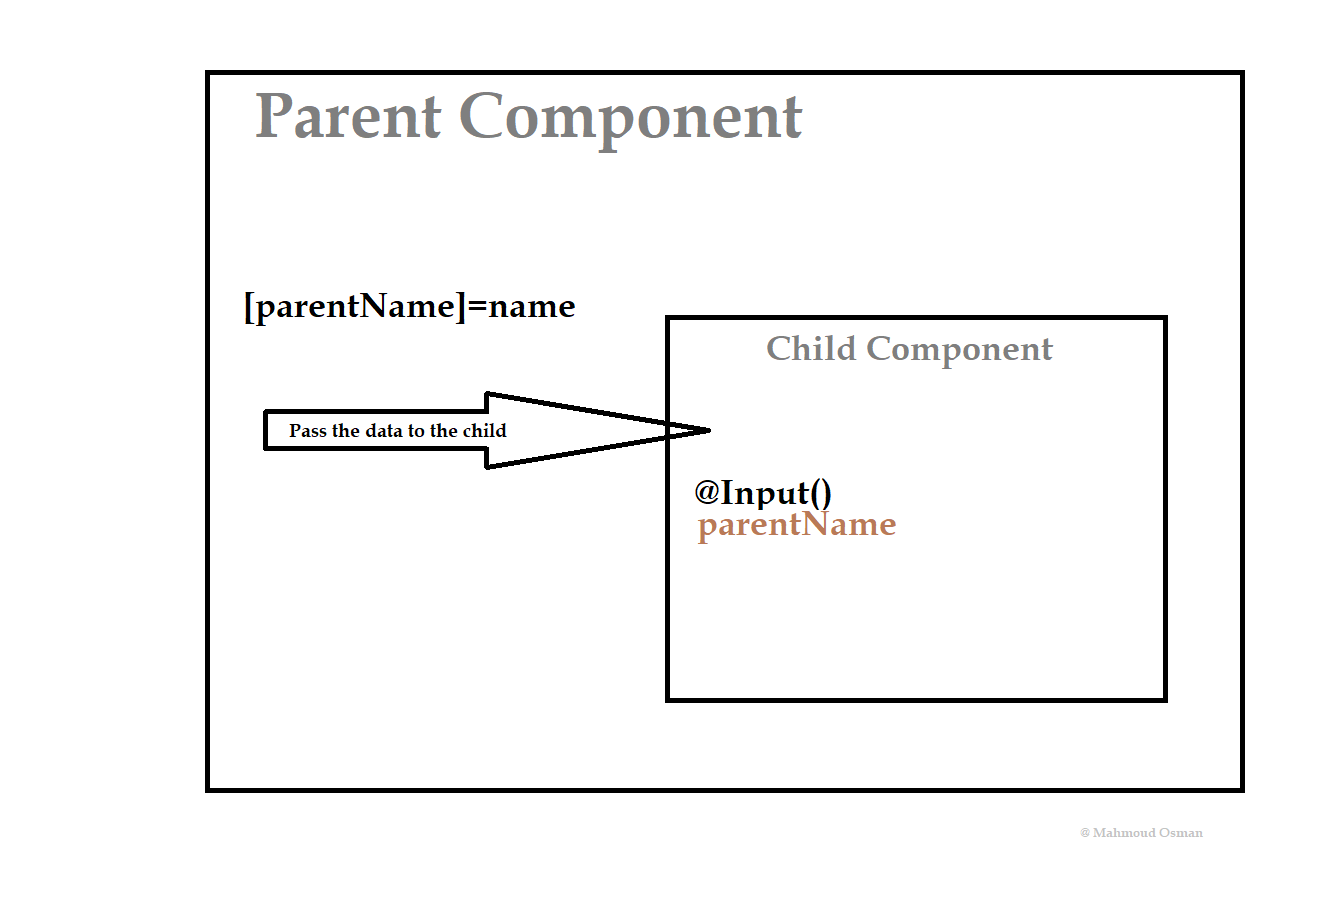 Parent Component
[parentName]=name
Child Component
Pass the data to the child
@Input()
parentName
@ Mahmoud Osman